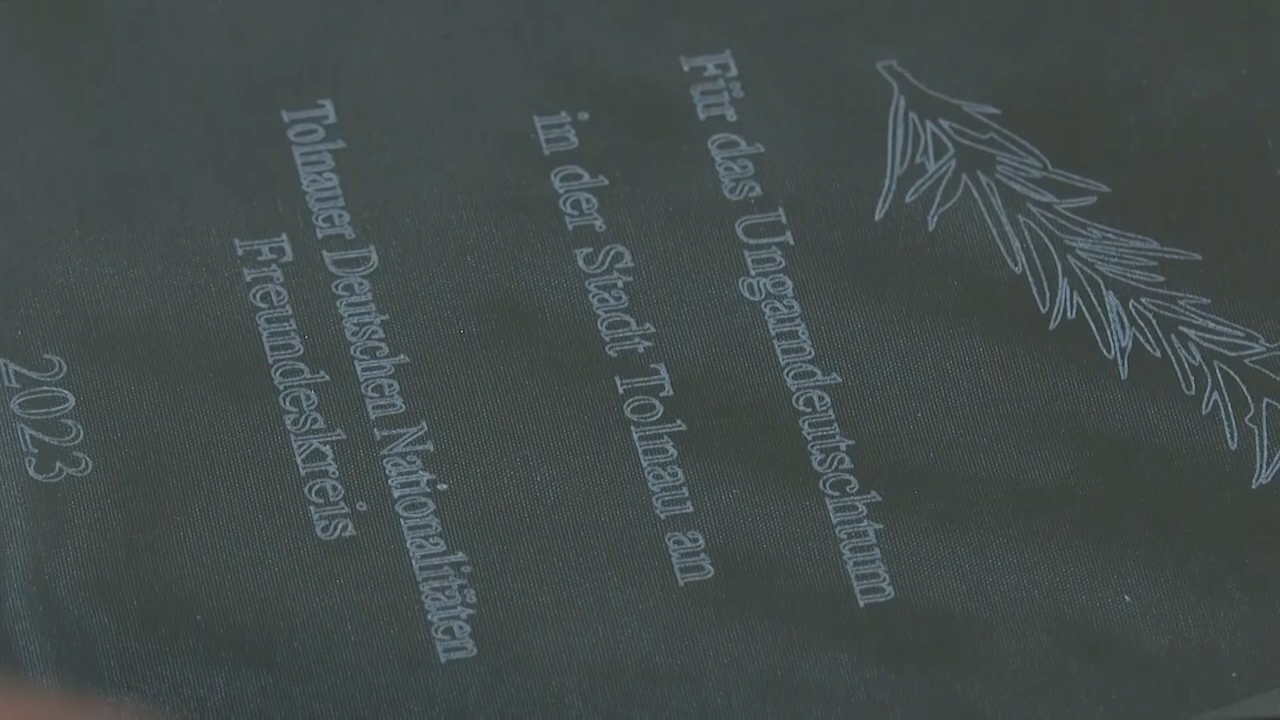 Für das Ungarndeutschtum
in der Stadt Tolnau an
Tolnauer Deutschen Nationalitäten
Freundeskreis
2023